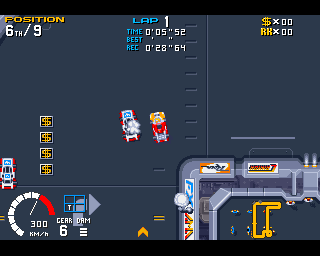 POSITION
6TH/9
LAP 1
TIME 0'05"52
BEST ' "
REC 0'28"64
$×00
RK×00
$
$
$
$
300
KM/H
GEAR DAM
6
T